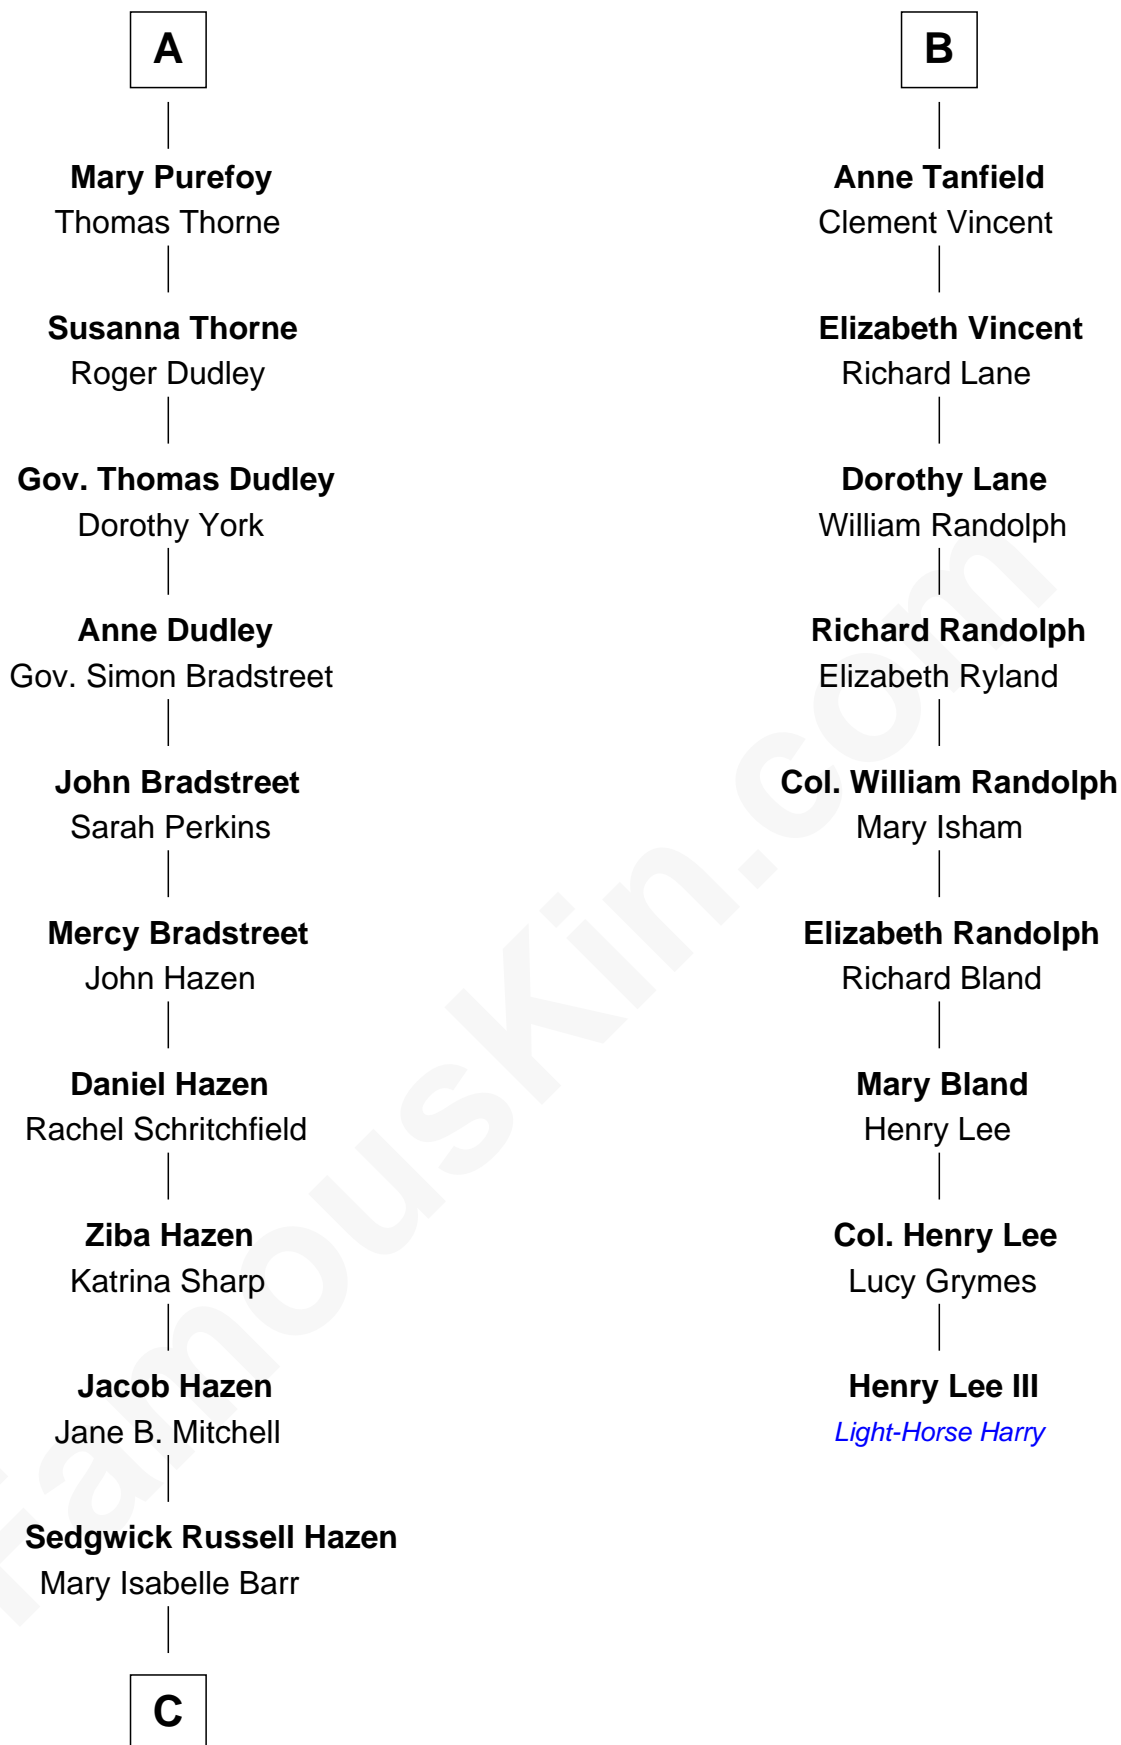 A
Mary Purefoy
Thomas Thorne
Susanna Thorne
Roger Dudley
Gov. Thomas Dudley
Dorothy York
Anne Dudley
Gov. Simon Bradstreet
John Bradstreet
Sarah Perkins
Mercy Bradstreet
John Hazen
Daniel Hazen
Rachel Schritchfield
Ziba Hazen
Katrina Sharp
Jacob Hazen
Jane B. Mitchell
Sedgwick Russell Hazen
Mary Isabelle Barr
C
B
Anne Tanfield
Clement Vincent
Elizabeth Vincent
Richard Lane
Dorothy Lane
William Randolph
Richard Randolph
Elizabeth Ryland
Col. William Randolph
Mary Isham
Elizabeth Randolph
Richard Bland
Mary Bland
Henry Lee
Col. Henry Lee
Lucy Grymes
Henry Lee III
Light-Horse Harry
FamousKin.com